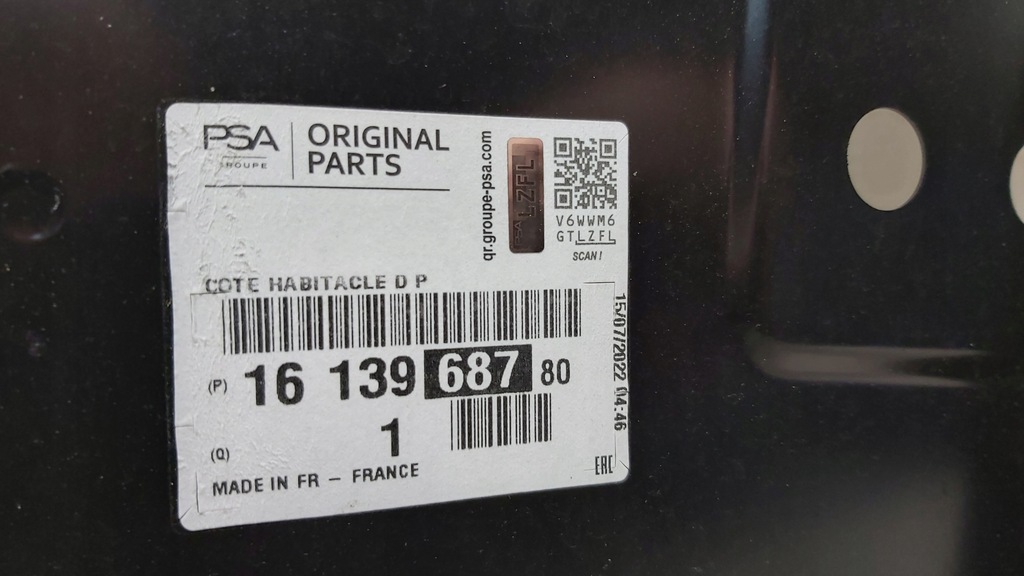 PSA
GROUPE
ORIGINAL
PARTS
qr.groupe-psa.com
LZFL
V6WWM6
GTLZFL
SCAN!
COTE HABITACLE D P
(P) 16 139 687 80
15/07/2022 04:46
(Q) 1
EAC
MADE IN FR – FRANCE